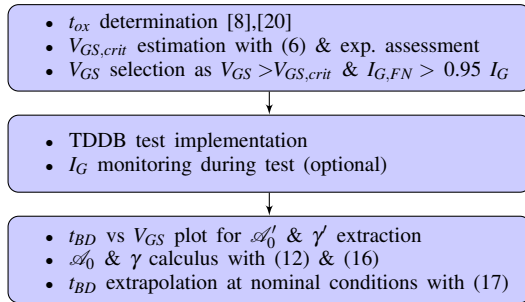 • t_ox determination [8],[20]
• V_GS,crit estimation with (6) & exp. assessment
• V_GS selection as V_GS >V_GS,crit & I_G,FN > 0.95 I_G
• TDDB test implementation
• I_G monitoring during test (optional)
• t_BD vs V_GS plot for 𝒜′_0 & γ′ extraction
• 𝒜_0 & γ calculus with (12) & (16)
• t_BD extrapolation at nominal conditions with (17)